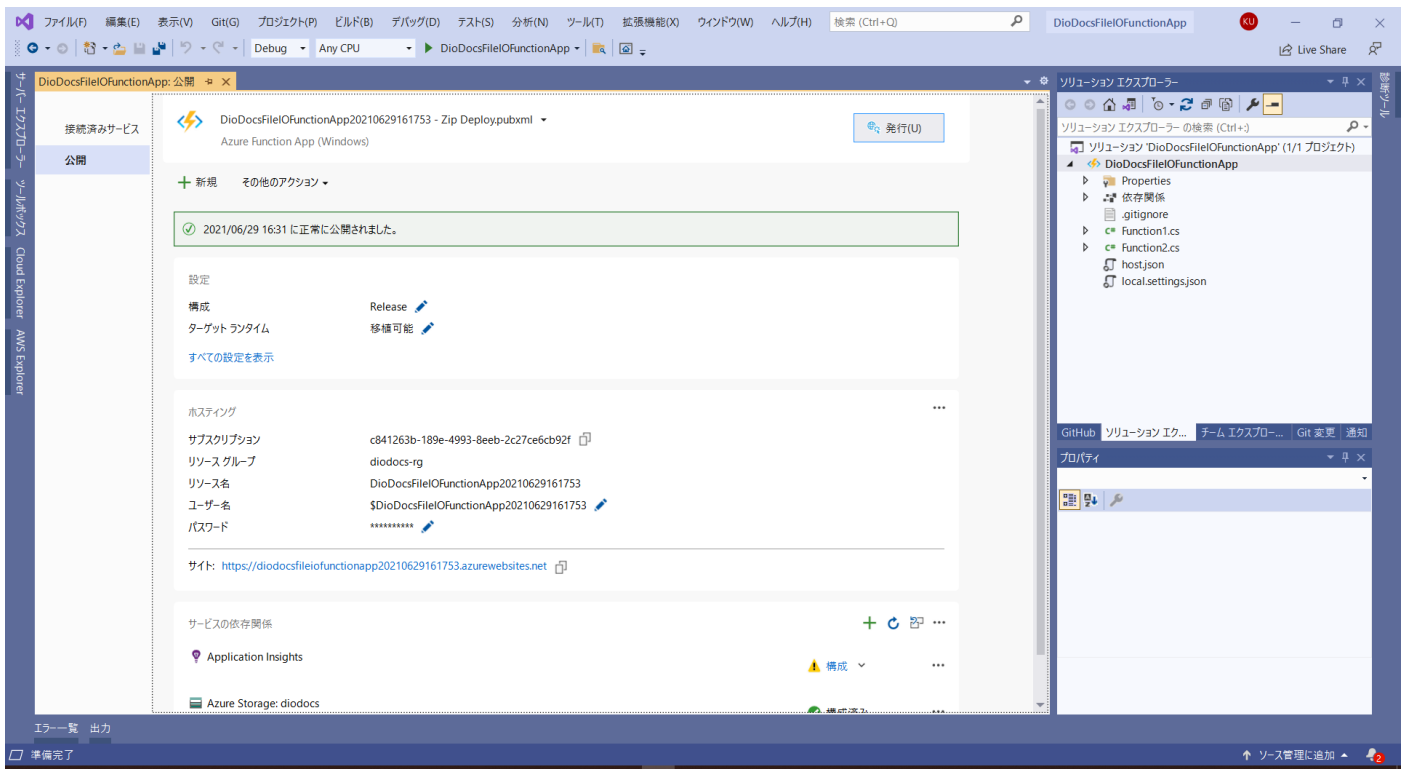 ファイル(F) 編集(E) 表示(V) Git(G) プロジェクト(P) ビルド(B) デバッグ(D) テスト(S) 分析(N) ツール(T) 拡張機能(X) ウィンドウ(W) ヘルプ(H) 検索 (Ctrl+Q) DioDocsFileIOFunctionApp KU
Debug Any CPU DioDocsFileIOFunctionApp Live Share
サーバー エクスプローラー
ツールボックス
Cloud Explorer
AWS Explorer
DioDocsFileIOFunctionApp: 公開
接続済みサービス
公開
DioDocsFileIOFunctionApp20210629161753 - Zip Deploy.pubxml
Azure Function App (Windows)
発行(U)
新規 その他のアクション
2021/06/29 16:31 に正常に公開されました。
設定
構成 Release
ターゲット ランタイム 移植可能
すべての設定を表示
ホスティング
サブスクリプション c841263b-189e-4993-8eeb-2c27ce6cb92f
リソース グループ diodocs-rg
リソース名 DioDocsFileIOFunctionApp20210629161753
ユーザー名 $DioDocsFileIOFunctionApp20210629161753
パスワード **********
サイト: https://diodocsfileiofunctionapp20210629161753.azurewebsites.net
サービスの依存関係
Application Insights 構成
Azure Storage: diodocs 構成済み
ソリューション エクスプローラー
ソリューション エクスプローラー の検索 (Ctrl+:)
ソリューション 'DioDocsFileIOFunctionApp' (1/1 プロジェクト)
DioDocsFileIOFunctionApp
Properties
依存関係
.gitignore
C# Function1.cs
C# Function2.cs
host.json
local.settings.json
GitHub ソリューション エク... チーム エクスプロー... Git 変更 通知
プロパティ
診断ツール
エラー一覧 出力
準備完了 ソース管理に追加 2